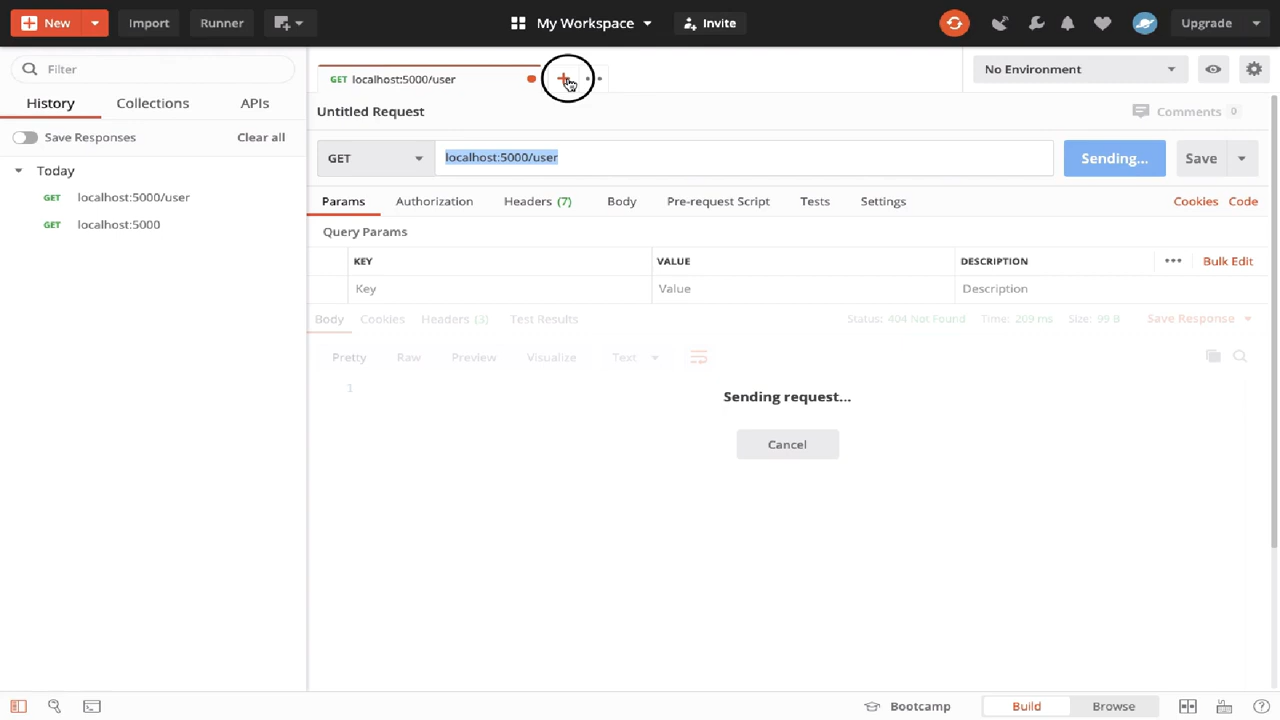 New Import Runner My Workspace Invite Upgrade
Filter
GET localhost:5000/user
No Environment
History Collections APIs
Untitled Request
Comments 0
Save Responses Clear all
GET localhost:5000/user Sending... Save
Today
GET localhost:5000/user
GET localhost:5000
Params Authorization Headers (7) Body Pre-request Script Tests Settings Cookies Code
Query Params
KEY VALUE DESCRIPTION ••• Bulk Edit
Key Value Description
Body Cookies Headers (3) Test Results Status: 404 Not Found Time: 209 ms Size: 99 B Save Response
Pretty Raw Preview Visualize Text
1
Sending request...
Cancel
Bootcamp Build Browse